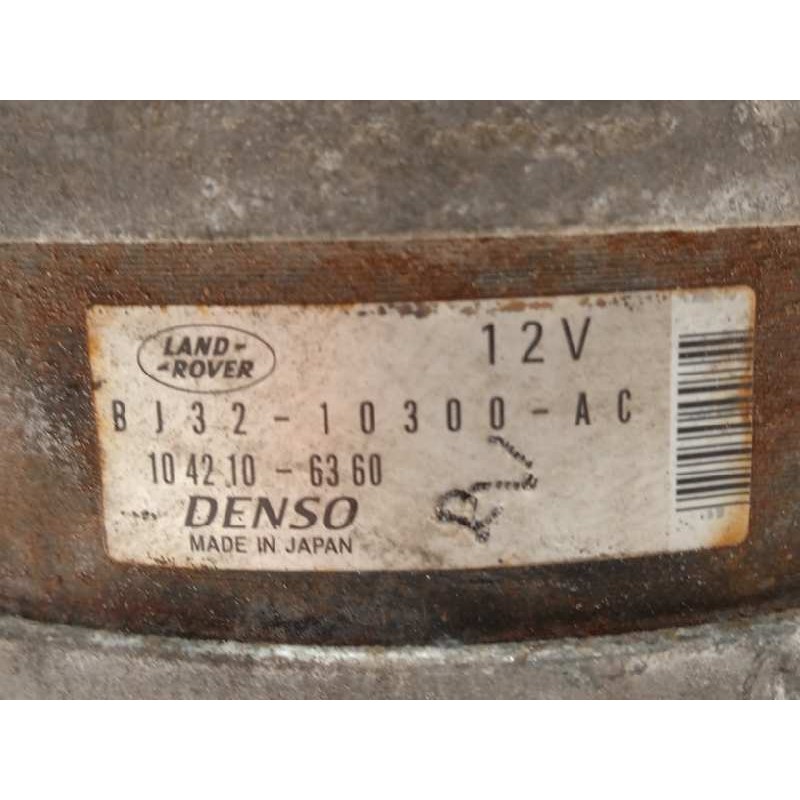 LAND-
-ROVER
12V
BJ32-10300-AC
104210-6360
DENSO
MADE IN JAPAN